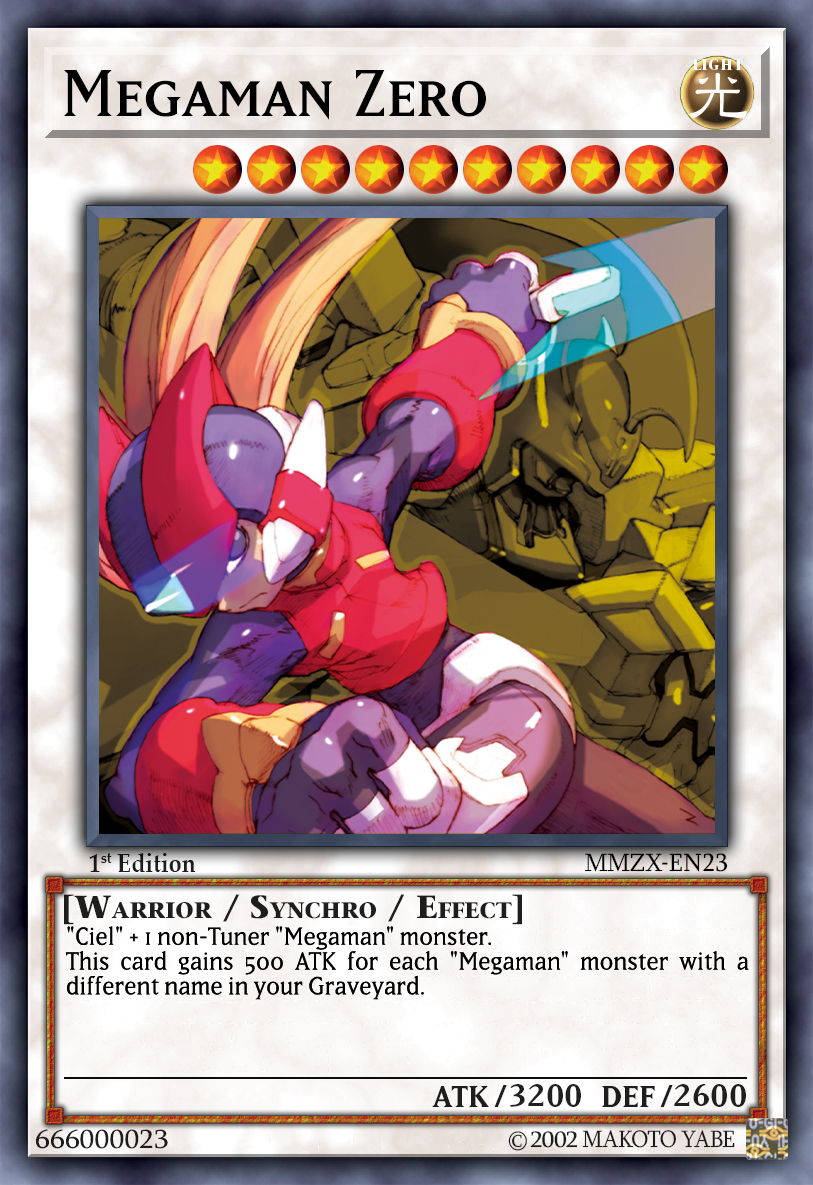 Megaman Zero
LIGHT
光
1st Edition
MMZX-EN23
[Warrior / Synchro / Effect]
"Ciel" + 1 non-Tuner "Megaman" monster.
This card gains 500 ATK for each "Megaman" monster with a
different name in your Graveyard.
ATK/3200 DEF/2600
666000023
©2002 MAKOTO YABE